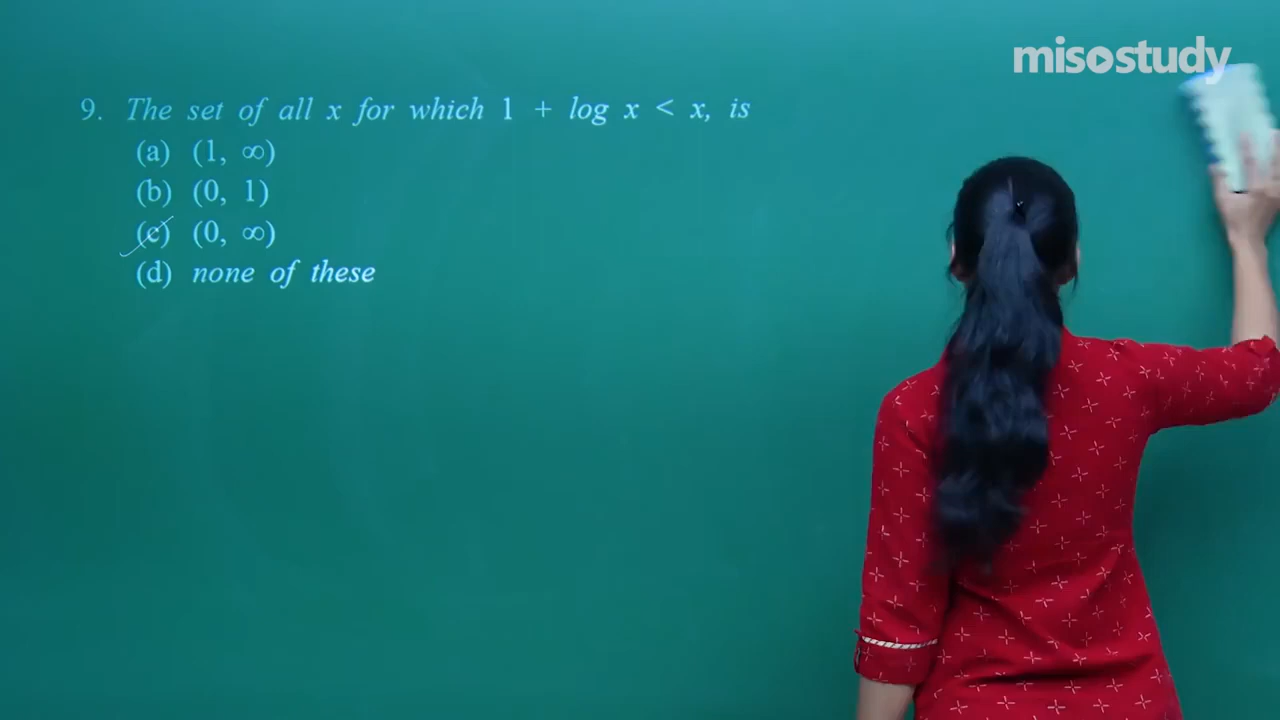 misostudy
9. The set of all x for which 1 + log x < x, is
(a) (1, ∞)
(b) (0, 1)
(c) (0, ∞)
(d) none of these